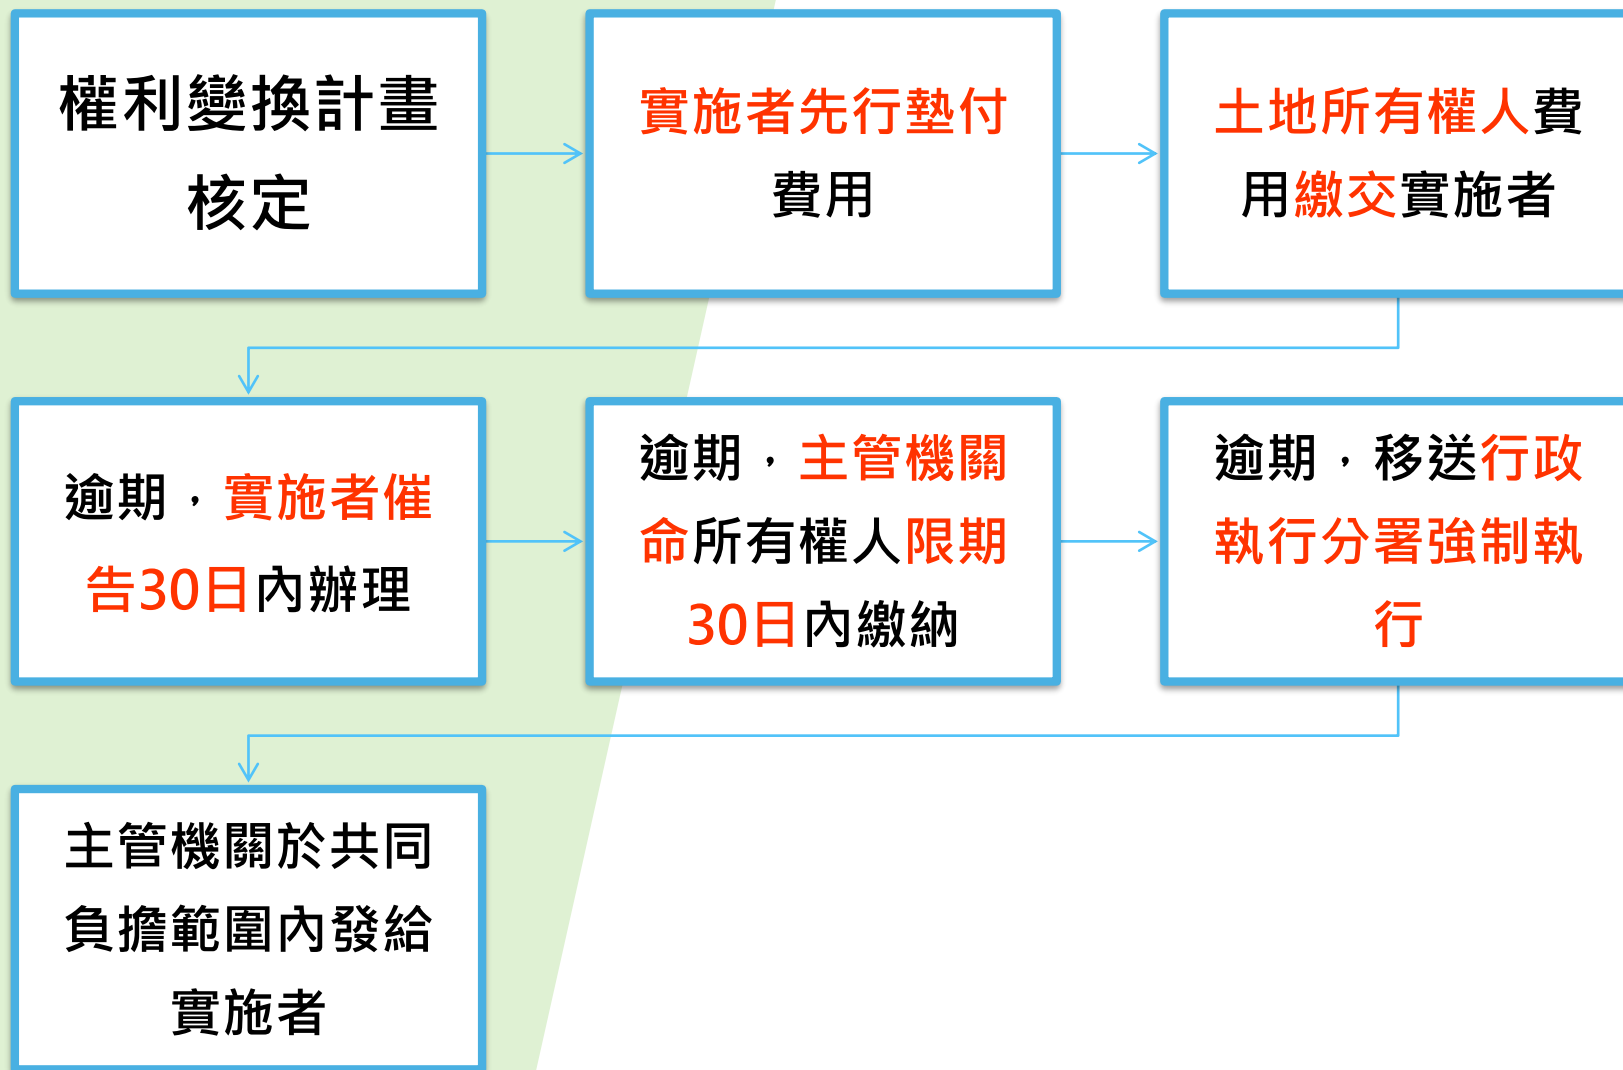 權利變換計畫
核定
實施者先行墊付
費用
土地所有權人費
用繳交實施者
逾期，實施者催
告30日內辦理
逾期，主管機關
命所有權人限期
30日內繳納
逾期，移送行政
執行分署強制執
行
主管機關於共同
負擔範圍內發給
實施者